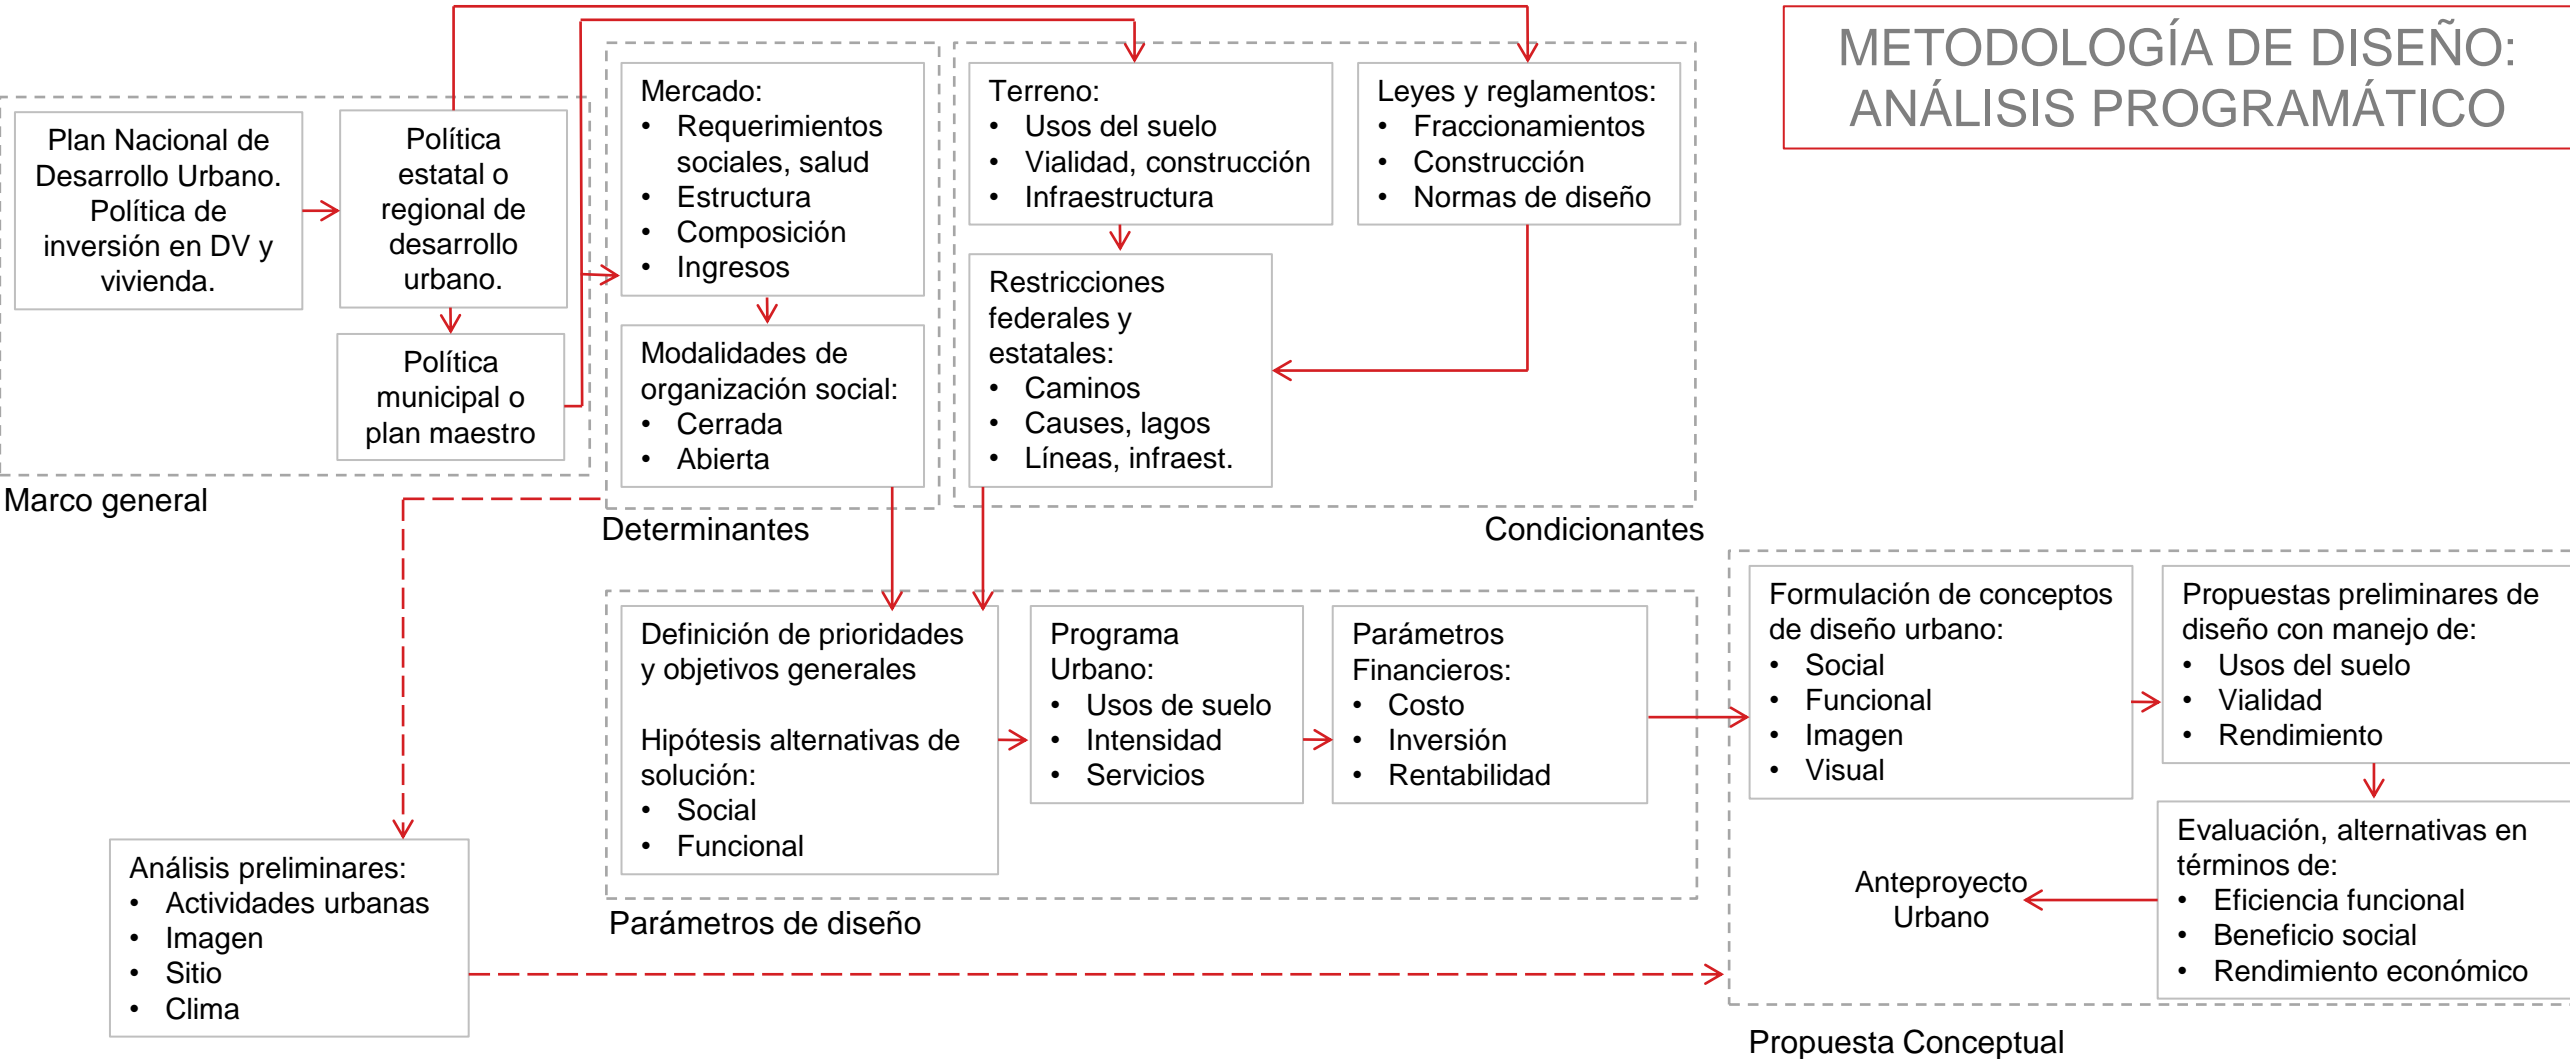 METODOLOGÍA DE DISEÑO:
ANÁLISIS PROGRAMÁTICO
Plan Nacional de
Desarrollo Urbano.
Política de
inversión en DV y
vivienda.
Política
estatal o
regional de
desarrollo
urbano.
Política
municipal o
plan maestro
Marco general
Mercado:
• Requerimientos
sociales, salud
• Estructura
• Composición
• Ingresos
Modalidades de
organización social:
• Cerrada
• Abierta
Determinantes
Terreno:
• Usos del suelo
• Vialidad, construcción
• Infraestructura
Leyes y reglamentos:
• Fraccionamientos
• Construcción
• Normas de diseño
Restricciones
federales y
estatales:
• Caminos
• Causes, lagos
• Líneas, infraest.
Condicionantes
Definición de prioridades
y objetivos generales
Hipótesis alternativas de
solución:
• Social
• Funcional
Programa
Urbano:
• Usos de suelo
• Intensidad
• Servicios
Parámetros
Financieros:
• Costo
• Inversión
• Rentabilidad
Parámetros de diseño
Análisis preliminares:
• Actividades urbanas
• Imagen
• Sitio
• Clima
Formulación de conceptos
de diseño urbano:
• Social
• Funcional
• Imagen
• Visual
Propuestas preliminares de
diseño con manejo de:
• Usos del suelo
• Vialidad
• Rendimiento
Evaluación, alternativas en
términos de:
• Eficiencia funcional
• Beneficio social
• Rendimiento económico
Anteproyecto
Urbano
Propuesta Conceptual